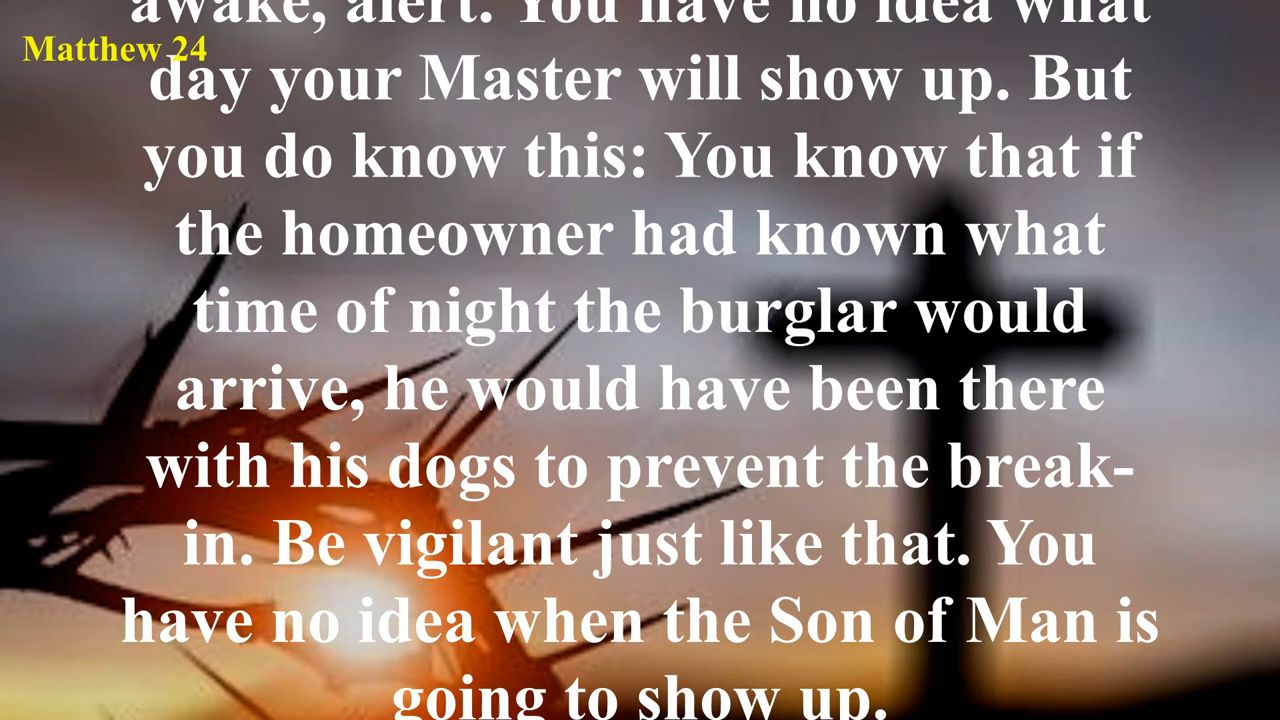 awake, alert. You have no idea what
Matthew 24
day your Master will show up. But
you do know this: You know that if
the homeowner had known what
time of night the burglar would
arrive, he would have been there
with his dogs to prevent the break-
in. Be vigilant just like that. You
have no idea when the Son of Man is
going to show up.